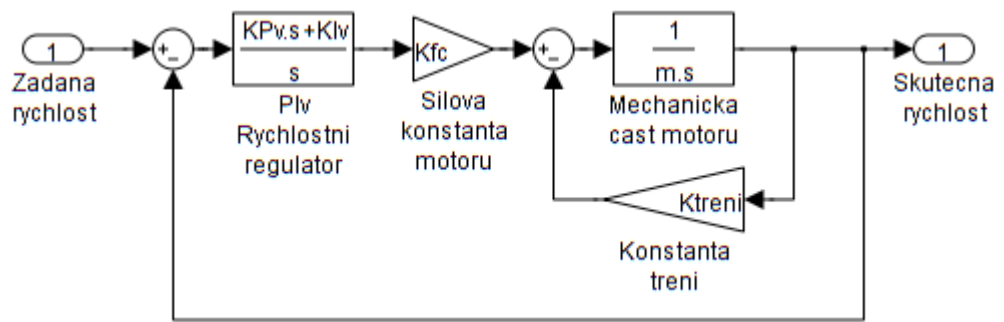 1
Zadana
rychlost
+
−
KPv.s+KIv
s
PIv
Rychlostni
regulator
Kfc
Silova
konstanta
motoru
+
−
1
m.s
Mechanicka
cast motoru
Ktreni
Konstanta
treni
1
Skutecna
rychlost